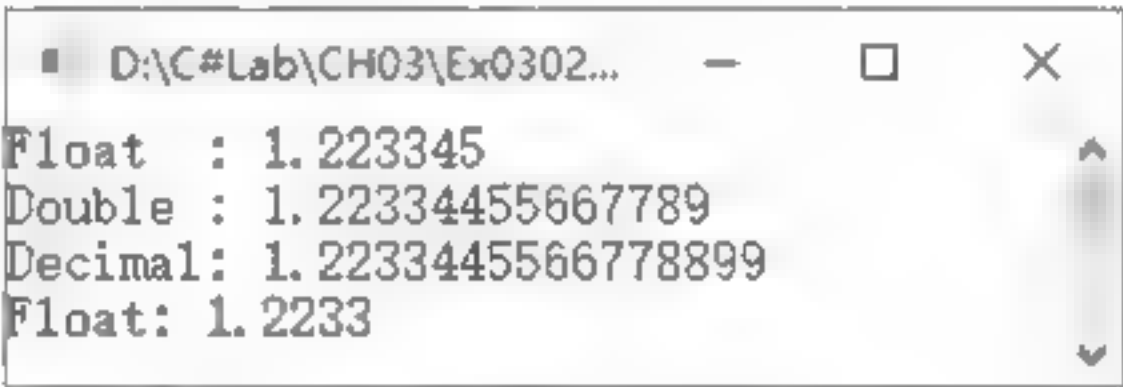 D:\C#Lab\CH03\Ex0302...
Float  : 1.223345
Double : 1.22334455667789
Decimal: 1.2233445566778899
Float: 1.2233